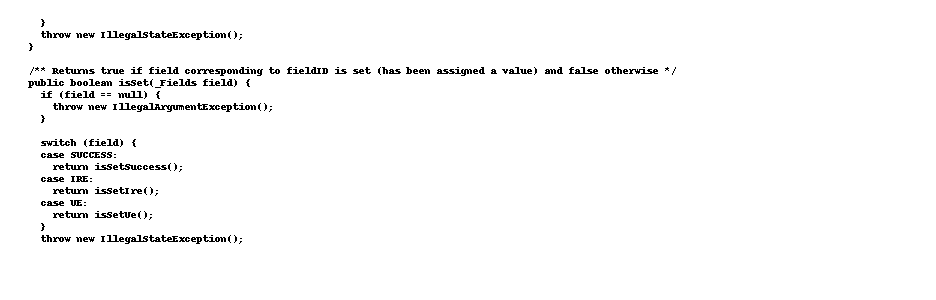 }
throw new IllegalStateException();
}
/** Returns true if field corresponding to fieldID is set (has been assigned a value) and false otherwise */
public boolean isSet(_Fields field) {
if (field == null) {
throw new IllegalArgumentException();
}
switch (field) {
case SUCCESS:
return isSetSuccess();
case IRE:
return isSetIre();
case UE:
return isSetUe();
}
throw new IllegalStateException();